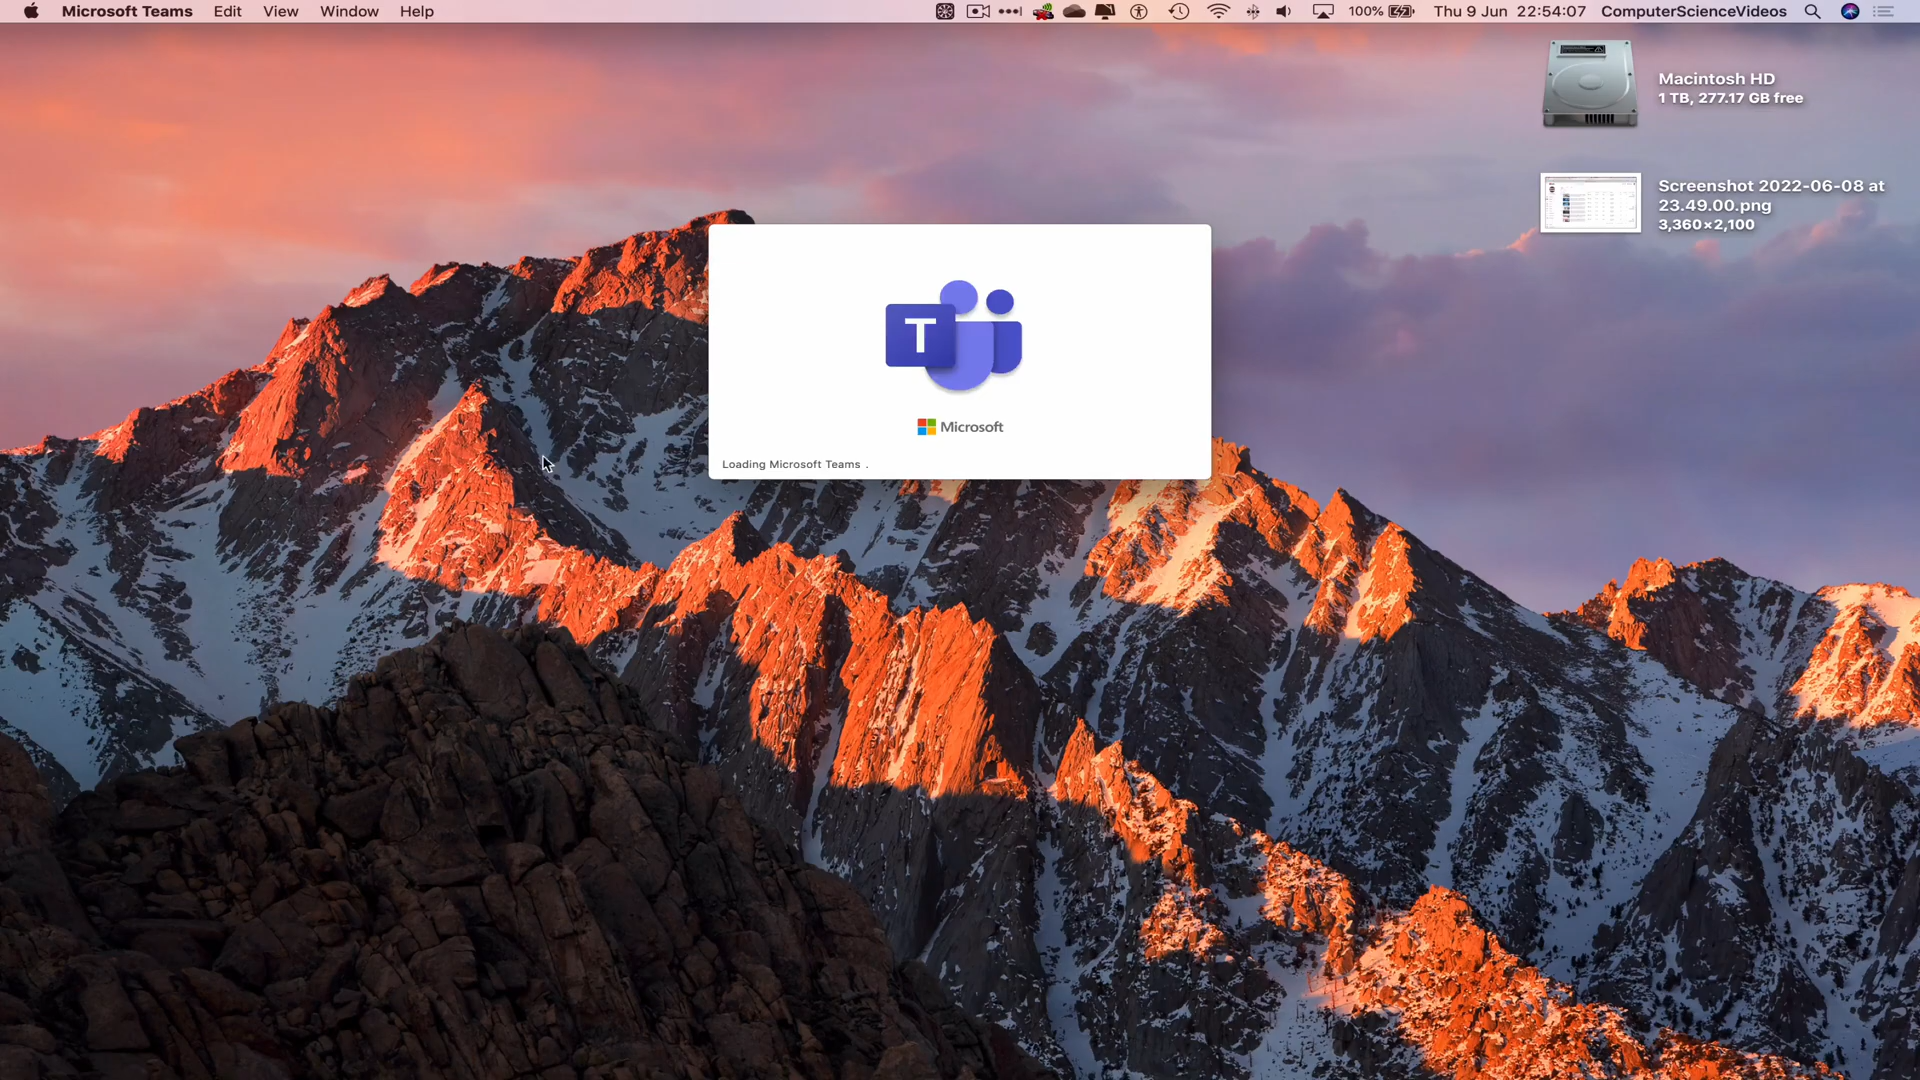 Microsoft Teams Edit View Window Help 100% Thu 9 Jun 22:54:07 ComputerScienceVideos
Macintosh HD
1 TB, 277.17 GB free
Screenshot 2022-06-08 at
23.49.00.png
3,360×2,100
T
Microsoft
Loading Microsoft Teams .